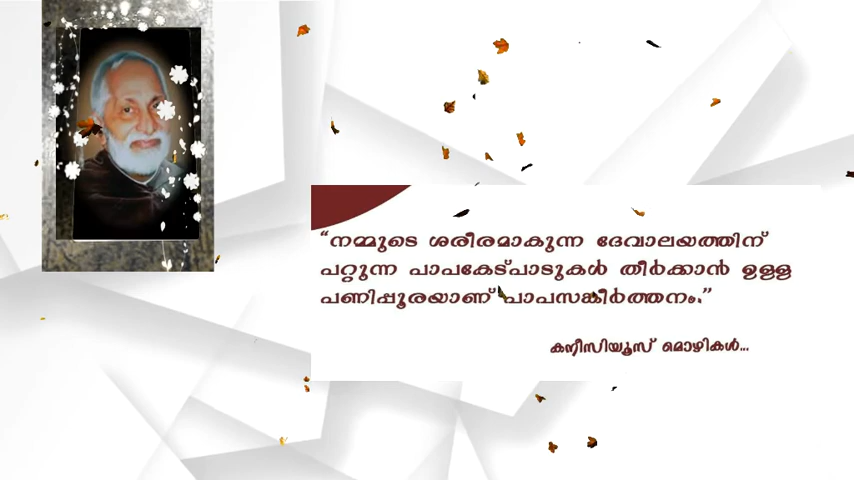 “നമ്മുടെ ശരീരമാകുന്ന ദേവാലയത്തിന്
പറ്റുന്ന പാപകേട്പാടുകൾ തീർക്കാൻ ഉള്ള
പണിപ്പുരയാണ് പാപസങ്കീർത്തനം.”
കനീസിയൂസ് മൊഴികൾ...